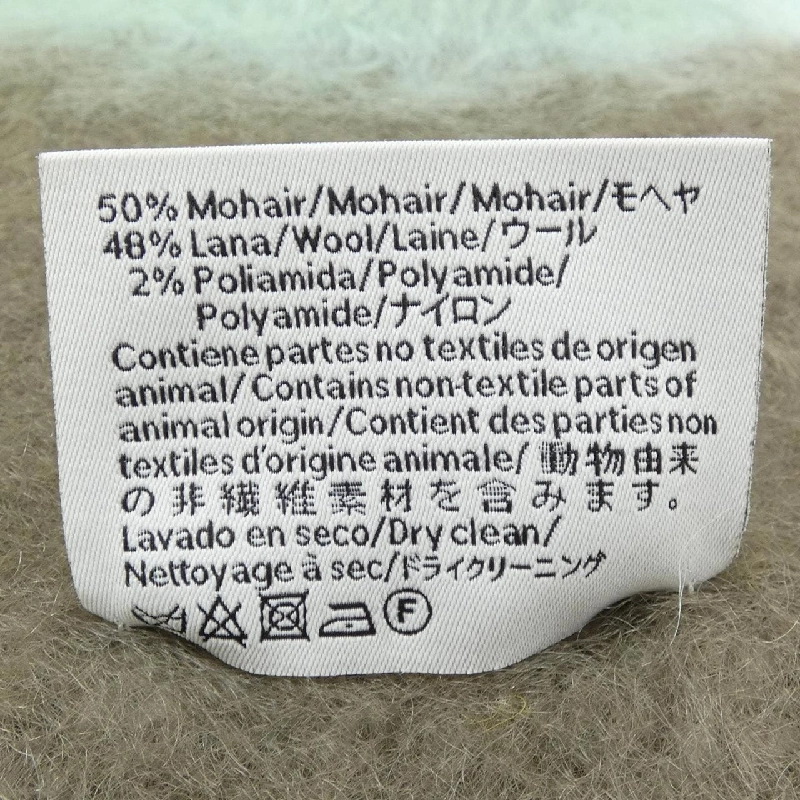 50% Mohair/Mohair/Mohair/モヘヤ
48% Lana/Wool/Laine/ウール
2% Poliamida/Polyamide/
Polyamide/ナイロン
Contiene partes no textiles de origen
animal/Contains non-textile parts of
animal origin/Contient des parties non
textiles d'origine animale/動物由来
の非繊維素材を含みます。
Lavado en seco/Dry clean/
Nettoyage à sec/ドライクリーニング
F